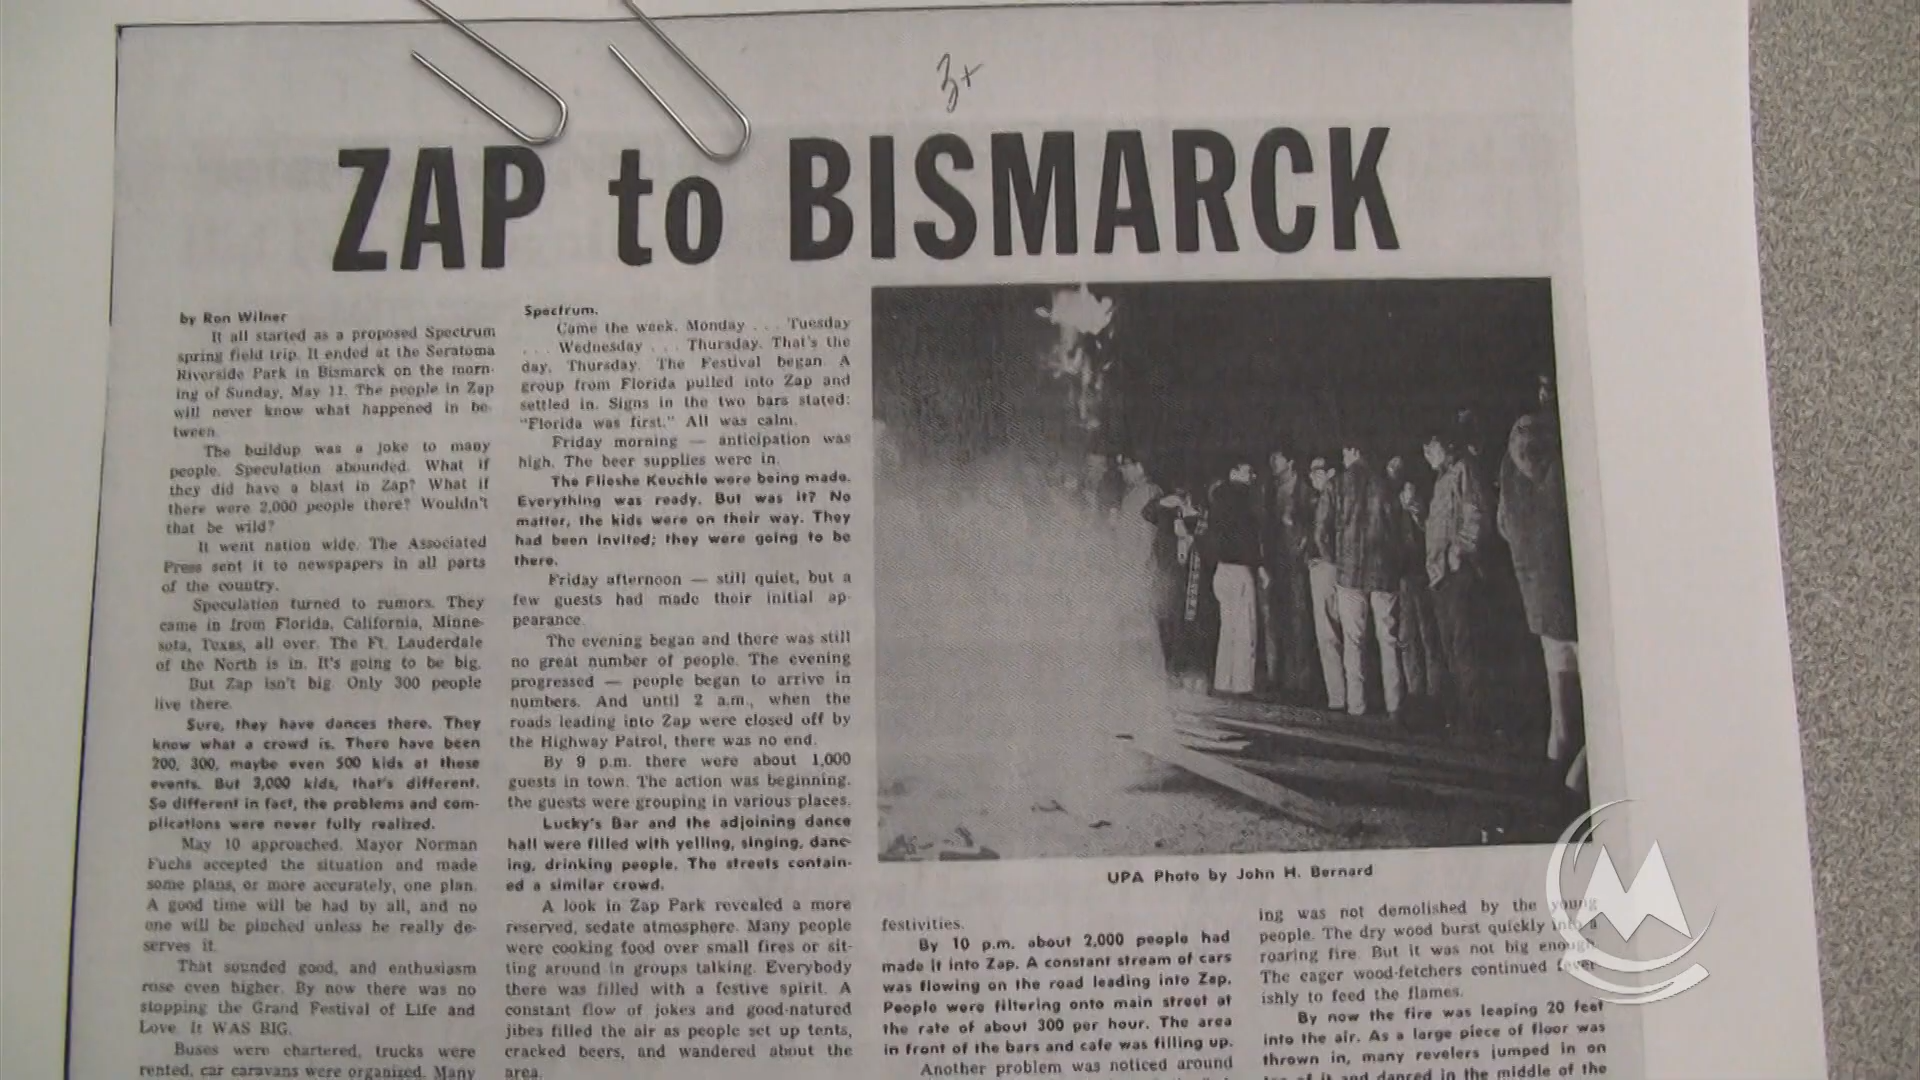 3+
ZAP to BISMARCK
by Ron Wilner
It all started as a proposed Spectrum
spring field trip. It ended at the Seratoma
Riverside Park in Bismarck on the morn-
ing of Sunday, May 11. The people in Zap
will never know what happened in be-
tween.
The buildup was a joke to many
people. Speculation abounded. What if
they did have a blast in Zap? What if
there were 2,000 people there? Wouldn't
that be wild?
It went nation wide. The Associated
Press sent it to newspapers in all parts
of the country.
Speculation turned to rumors. They
came in from Florida, California, Minne-
sota, Texas, all over. The Ft. Lauderdale
of the North is in. It's going to be big.
But Zap isn't big. Only 300 people
live there.
Sure, they have dances there. They
know what a crowd is. There have been
200, 300, maybe even 500 kids at these
events. But 3,000 kids, that's different.
So different in fact, the problems and com-
plications were never fully realized.
May 10 approached. Mayor Norman
Fuchs accepted the situation and made
some plans, or more accurately, one plan.
A good time will be had by all, and no
one will be pinched unless he really de-
serves it.
That sounded good, and enthusiasm
rose even higher. By now there was no
stopping the Grand Festival of Life and
Love. It WAS BIG.
Buses were chartered, trucks were
rented, car caravans were organized. Many
Spectrum.
Came the week. Monday . . . Tuesday
. . . Wednesday . . . Thursday. That's the
day, Thursday. The Festival began. A
group from Florida pulled into Zap and
settled in. Signs in the two bars stated:
"Florida was first." All was calm.
Friday morning — anticipation was
high. The beer supplies were in.
The Flieshe Keuchle were being made.
Everything was ready. But was it? No
matter, the kids were on their way. They
had been invited; they were going to be
there.
Friday afternoon — still quiet, but a
few guests had made their initial ap-
pearance.
The evening began and there was still
no great number of people. The evening
progressed — people began to arrive in
numbers. And until 2 a.m., when the
roads leading into Zap were closed off by
the Highway Patrol, there was no end.
By 9 p.m. there were about 1,000
guests in town. The action was beginning.
the guests were grouping in various places.
Lucky's Bar and the adjoining dance
hall were filled with yelling, singing, danc-
ing, drinking people. The streets contain-
ed a similar crowd.
A look in Zap Park revealed a more
reserved, sedate atmosphere. Many people
were cooking food over small fires or sit-
ting around in groups talking. Everybody
there was filled with a festive spirit. A
constant flow of jokes and good-natured
jibes filled the air as people set up tents,
cracked beers, and wandered about the
area.
UPA Photo by John H. Bernard
festivities.
By 10 p.m. about 2,000 people had
made it into Zap. A constant stream of cars
was flowing on the road leading into Zap.
People were filtering onto main street at
the rate of about 300 per hour. The area
in front of the bars and cafe was filling up.
Another problem was noticed around
ing was not demolished by the young
people. The dry wood burst quickly into a
roaring fire. But it was not big enough.
The eager wood-fetchers continued fever-
ishly to feed the flames.
By now the fire was leaping 20 feet
into the air. As a large piece of floor was
thrown in, many revelers jumped in on
top of it and danced in the middle of the
M